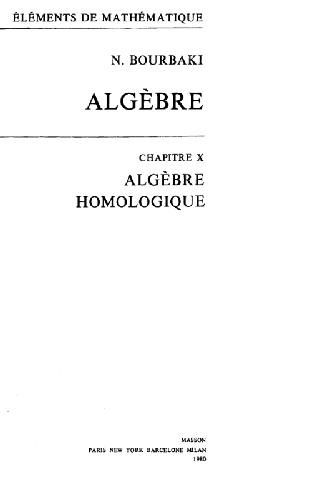 ÉLÉMENTS DE MATHÉMATIQUE
N. BOURBAKI
ALGÈBRE
CHAPITRE X
ALGÈBRE
HOMOLOGIQUE
MASSON
PARIS NEW YORK BARCELONE MILAN
1980